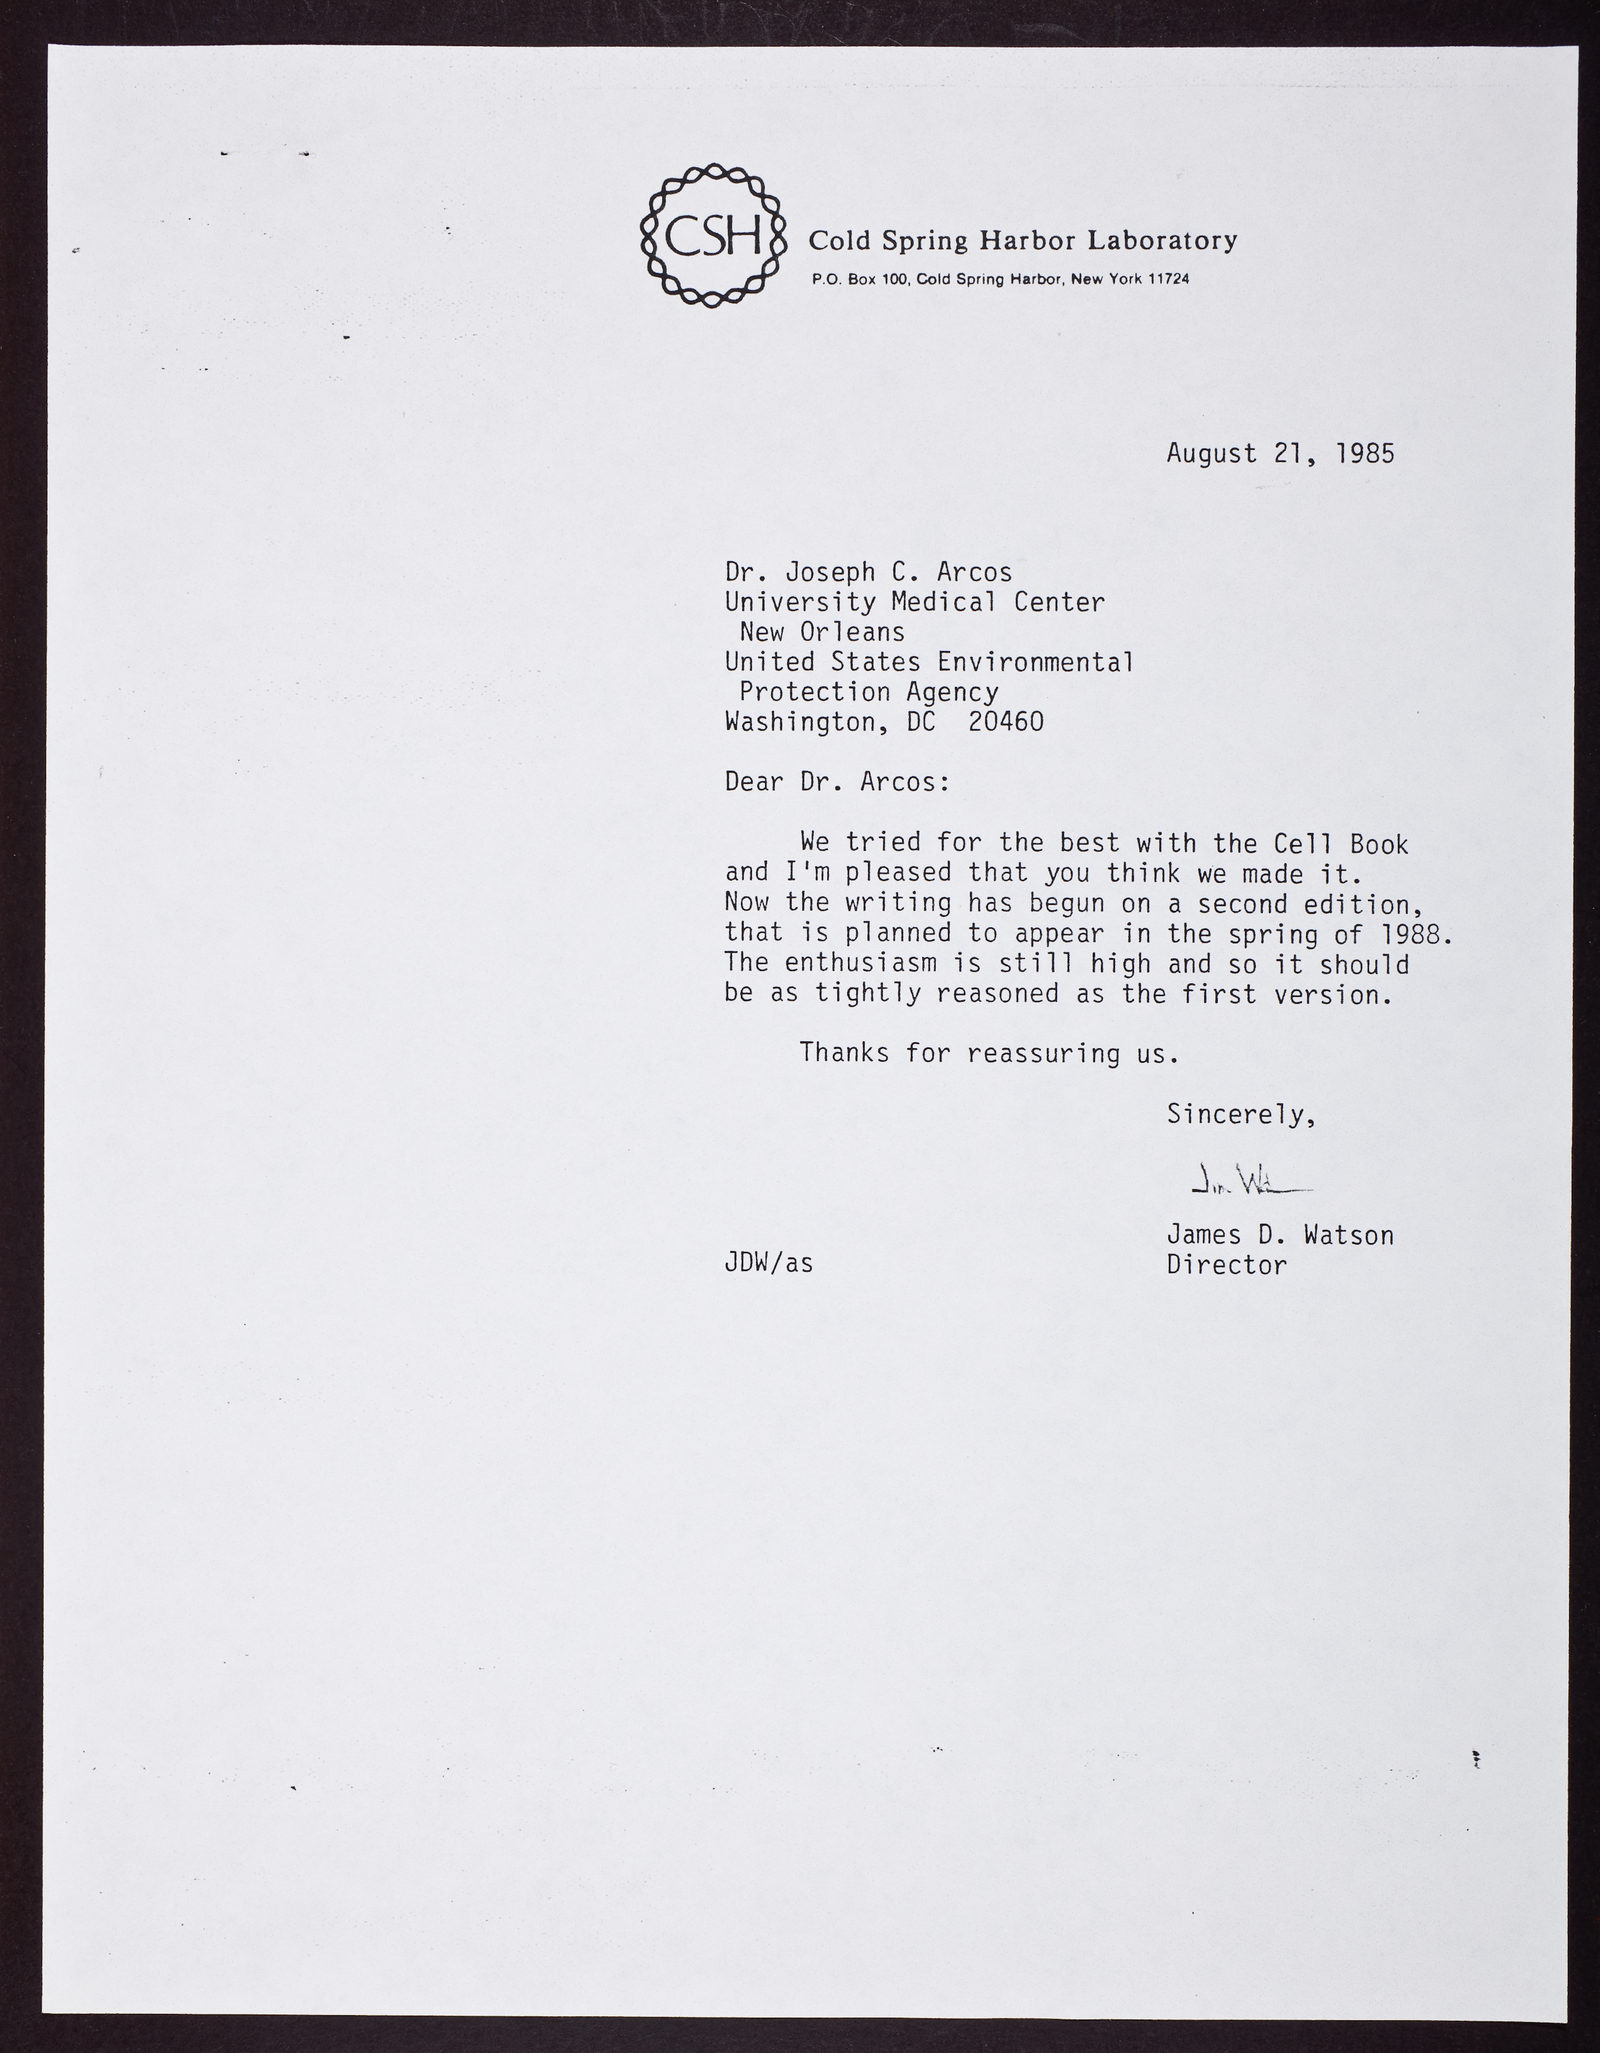 CSH
Cold Spring Harbor Laboratory
P.O. Box 100, Cold Spring Harbor, New York 11724
August 21, 1985
Dr. Joseph C. Arcos
University Medical Center
New Orleans
United States Environmental
Protection Agency
Washington, DC 20460
Dear Dr. Arcos:
We tried for the best with the Cell Book
and I'm pleased that you think we made it.
Now the writing has begun on a second edition,
that is planned to appear in the spring of 1988.
The enthusiasm is still high and so it should
be as tightly reasoned as the first version.
Thanks for reassuring us.
Sincerely,
Jim Wat
James D. Watson
JDW/as
Director